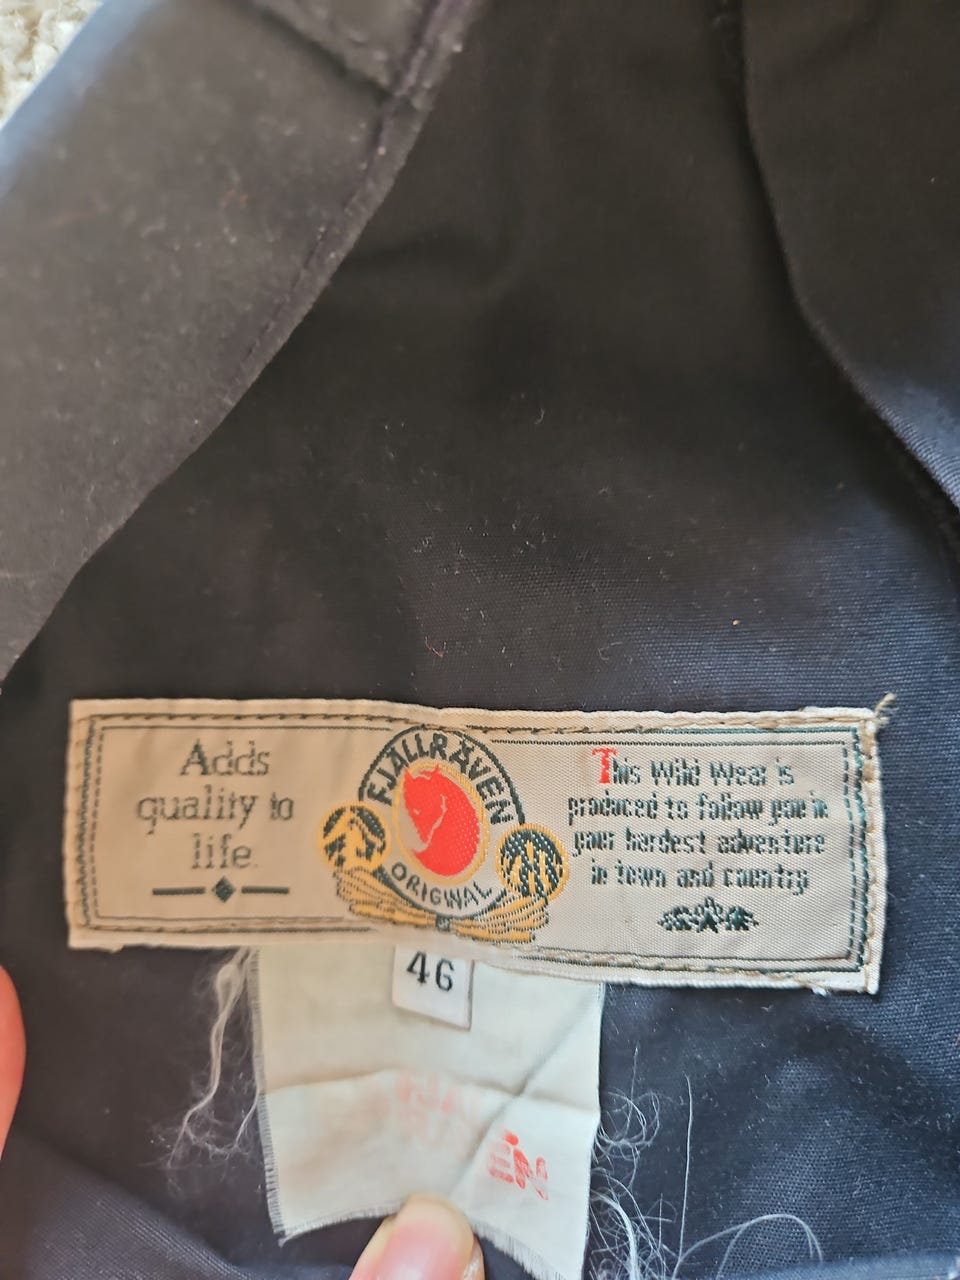 Adds
quality to
life.
FJÄLLRÄVEN
ORIGINAL
This Wild Wear is
produced to follow you in
your hardest adventure
in town and country
46